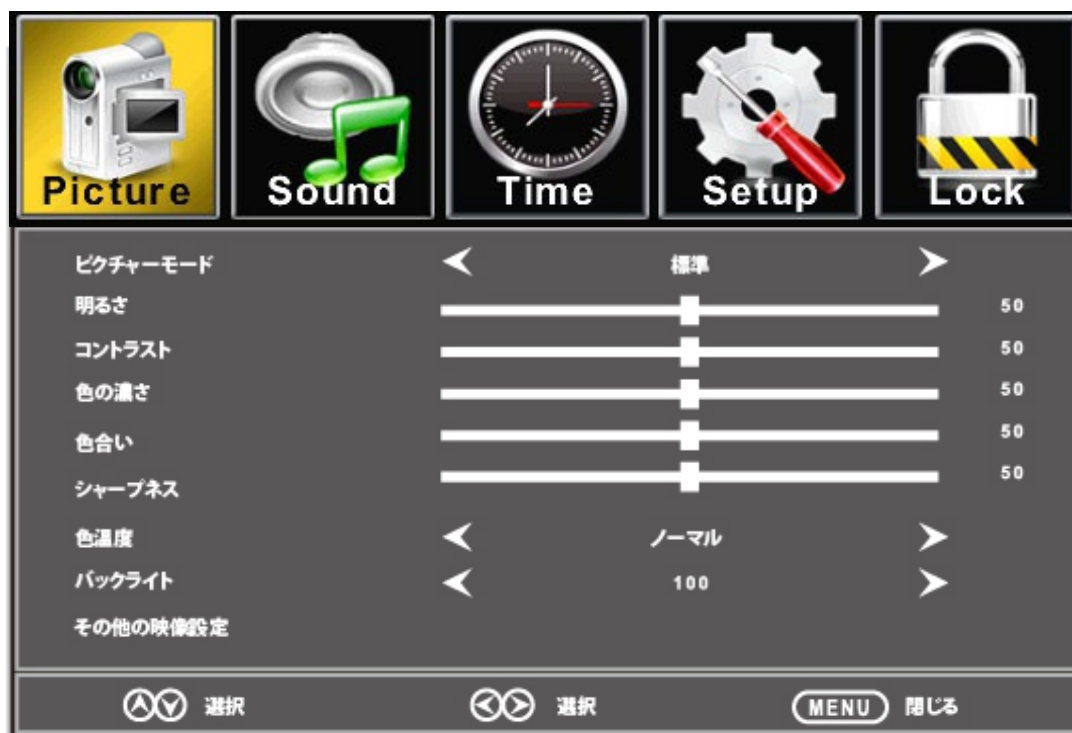 Picture Sound Time Setup Lock
ピクチャーモード 標準
明るさ 50
コントラスト 50
色の濃さ 50
色合い 50
シャープネス 50
色温度 ノーマル
バックライト 100
その他の映像設定
選択 選択 MENU 閉じる